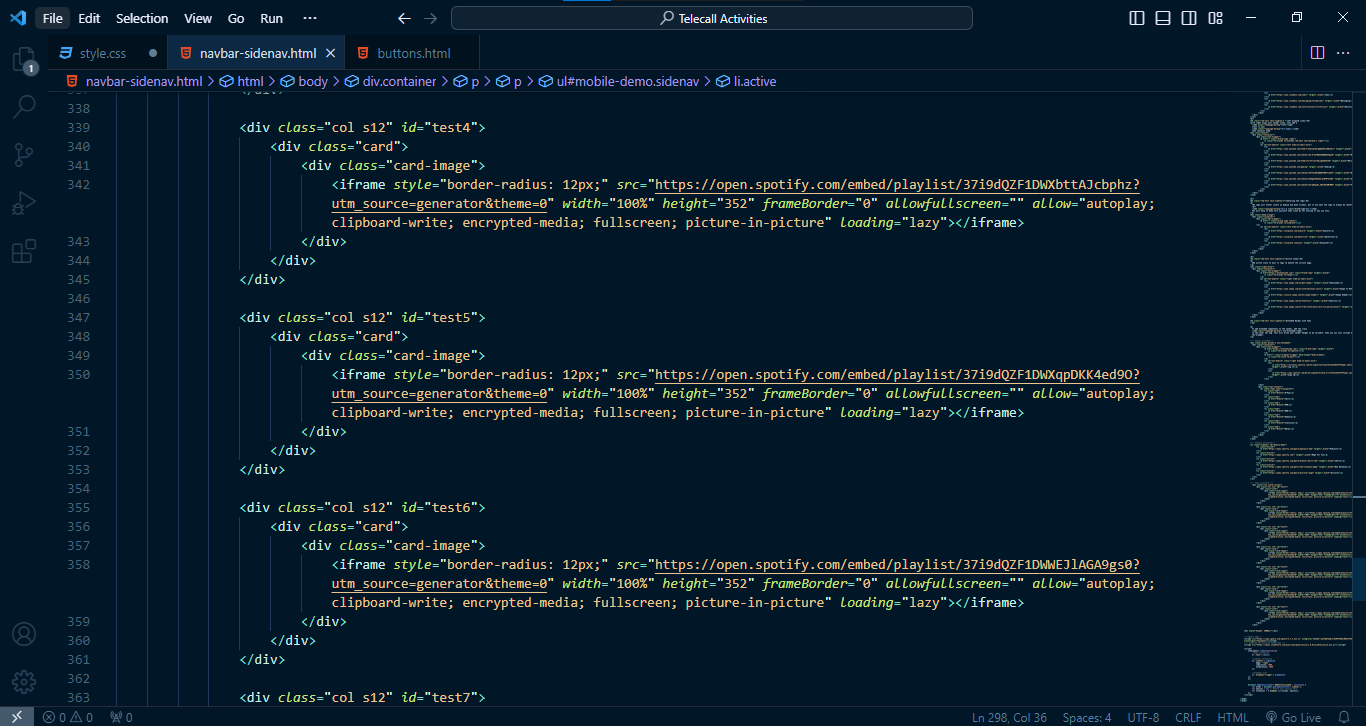 File Edit Selection View Go Run ··· Telecall Activities
style.css navbar-sidenav.html buttons.html
navbar-sidenav.html > html > body > div.container > p > p > ul#mobile-demo.sidenav > li.active
338
339 <div class="col s12" id="test4">
340 <div class="card">
341 <div class="card-image">
342 <iframe style="border-radius: 12px;" src="https://open.spotify.com/embed/playlist/37i9dQZF1DWXbttAJcbphz?
utm_source=generator&theme=0" width="100%" height="352" frameBorder="0" allowfullscreen="" allow="autoplay;
clipboard-write; encrypted-media; fullscreen; picture-in-picture" loading="lazy"></iframe>
343 </div>
344 </div>
345 </div>
346
347 <div class="col s12" id="test5">
348 <div class="card">
349 <div class="card-image">
350 <iframe style="border-radius: 12px;" src="https://open.spotify.com/embed/playlist/37i9dQZF1DWXqpDKK4ed9O?
utm_source=generator&theme=0" width="100%" height="352" frameBorder="0" allowfullscreen="" allow="autoplay;
clipboard-write; encrypted-media; fullscreen; picture-in-picture" loading="lazy"></iframe>
351 </div>
352 </div>
353 </div>
354
355 <div class="col s12" id="test6">
356 <div class="card">
357 <div class="card-image">
358 <iframe style="border-radius: 12px;" src="https://open.spotify.com/embed/playlist/37i9dQZF1DWWEJlAGA9gs0?
utm_source=generator&theme=0" width="100%" height="352" frameBorder="0" allowfullscreen="" allow="autoplay;
clipboard-write; encrypted-media; fullscreen; picture-in-picture" loading="lazy"></iframe>
359 </div>
360 </div>
361 </div>
362
363 <div class="col s12" id="test7">
1
0 0 0 Ln 298, Col 36 Spaces: 4 UTF-8 CRLF HTML Go Live